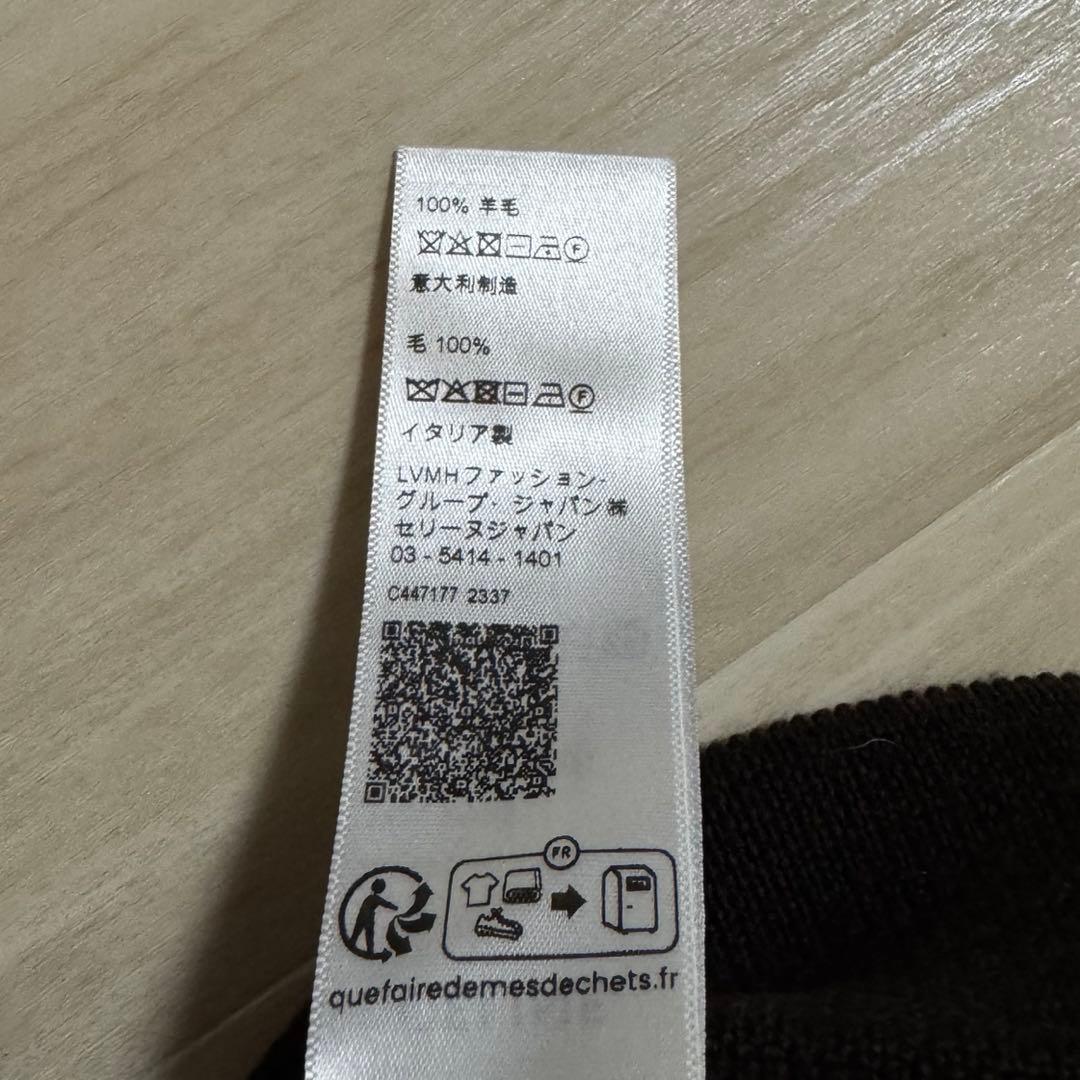 100% 羊毛
F
意大利制造
毛 100%
F
イタリア製
LVMHファッション・
グループ・ジャパン株
セリーヌジャパン
03 - 5414 - 1401
C447177 2337
FR
quefairedemesdechets.fr